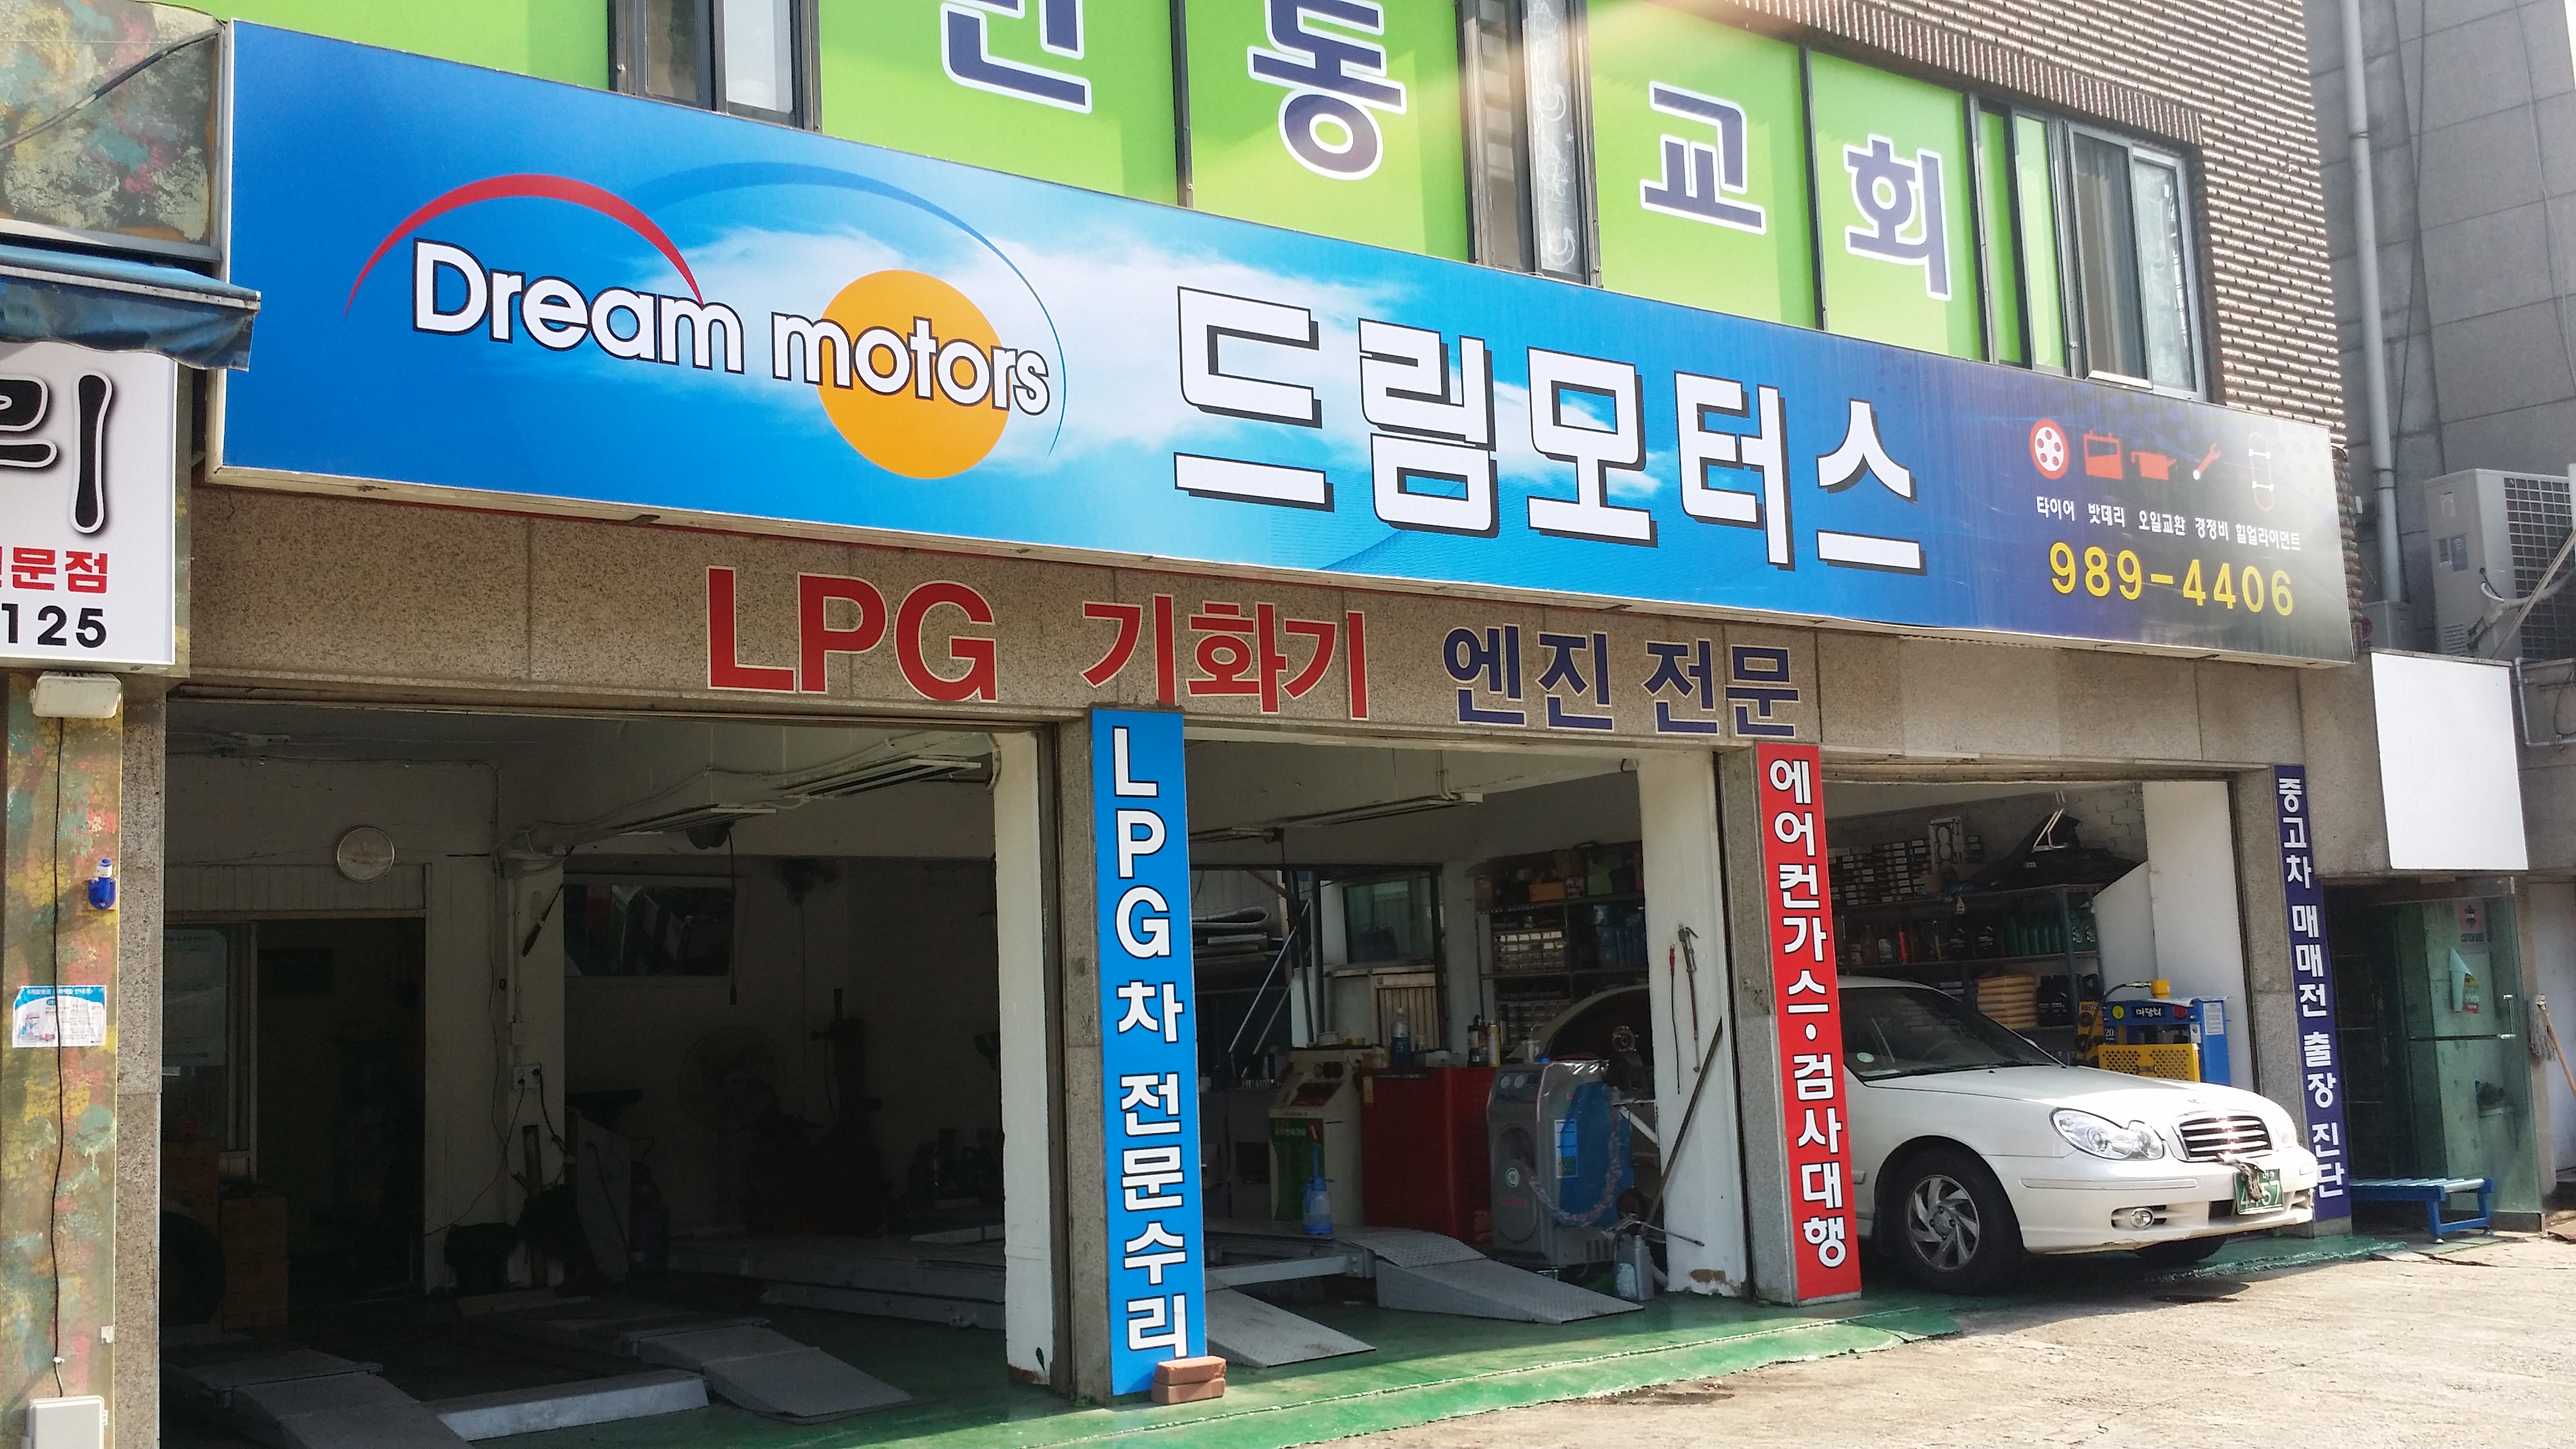 동 교회
Dream motors
드림모터스
타이어 밧데리 오일교환 경정비 휠얼라이먼트
989-4406
리
문점
125
LPG 기화기 엔진 전문
LPG차 전문수리
에어컨가스·검사대행
중고차 매매전 출장 진단